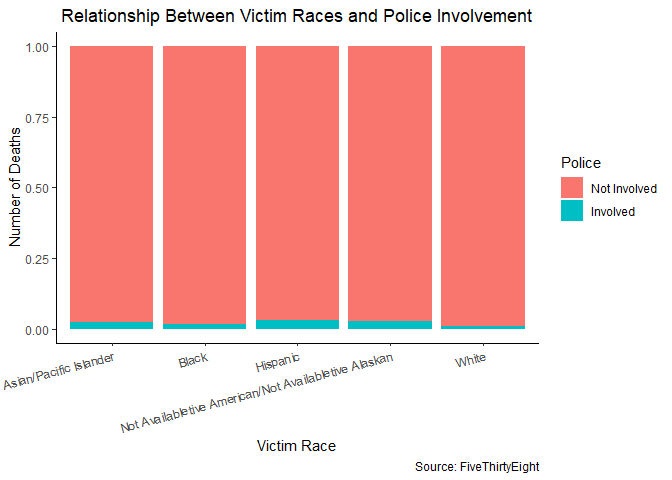 Relationship Between Victim Races and Police Involvement
Number of Deaths
1.00
0.75
0.50
0.25
0.00
Asian/Pacific Islander
Black
Hispanic
Not Availabletive American/Not Availabletive Alaskan
White
Victim Race
Police
Not Involved
Involved
Source: FiveThirtyEight